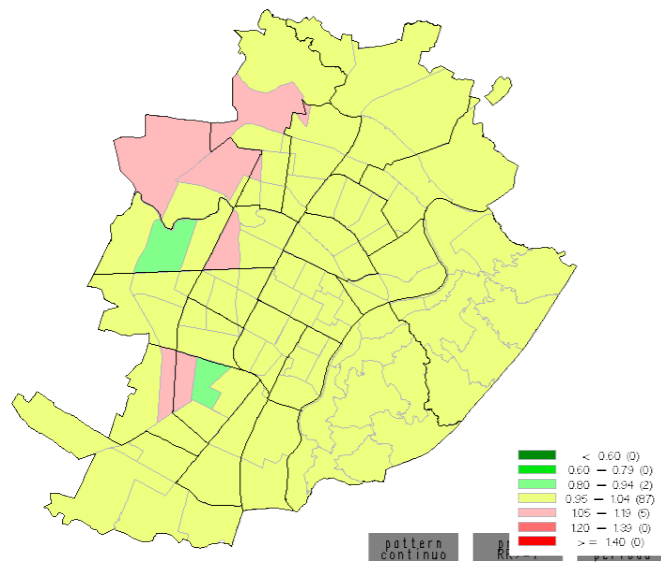 < 0.60 (0)
0.60 – 0.79 (0)
0.80 – 0.94 (2)
0.95 – 1.04 (87)
1.05 – 1.19 (5)
1.20 – 1.39 (0)
>= 1.40 (0)
pattern
continuo